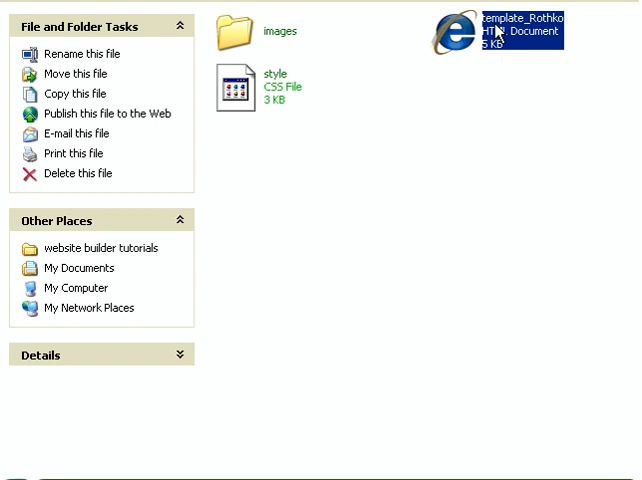 File and Folder Tasks
Rename this file
Move this file
Copy this file
Publish this file to the Web
E-mail this file
Print this file
Delete this file
Other Places
website builder tutorials
My Documents
My Computer
My Network Places
Details
images
style
CSS File
3 KB
template_Rothko
Document
5 KB